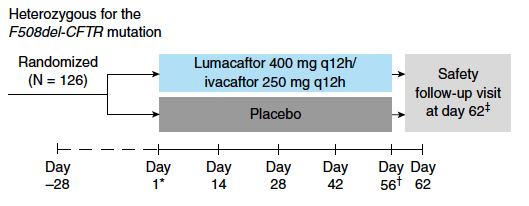 Heterozygous for the
F508del-CFTR mutation
Randomized
(N = 126)
Lumacaftor 400 mg q12h/
ivacaftor 250 mg q12h
Placebo
Safety
follow-up visit
at day 62‡
Day Day Day Day Day Day Day
–28 1* 14 28 42 56† 62